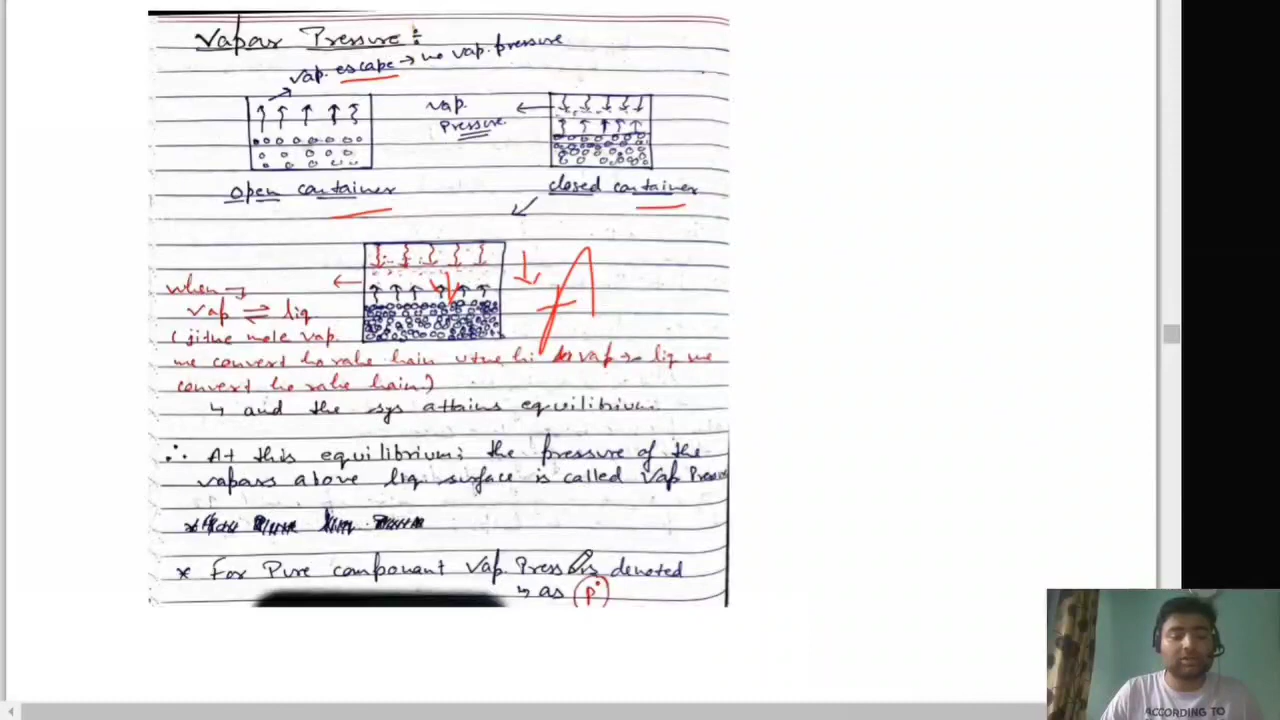 Vapour Pressure :
Vap. escape → no vap. pressure
vap.
Pressure.
open container
closed container
when
vap ⇌ liq
(jitne mole vap.
me convert ho rahe hain utne hi vap → liq me
convert ho rahe hain.)
↳ and the sys attains equilibrium.
∴ At this equilibrium; the pressure of the
vapours above liq surface is called Vap Pressure
* For Pure componant Vap. Press is denoted
↳ as p°
ACCORDING TO